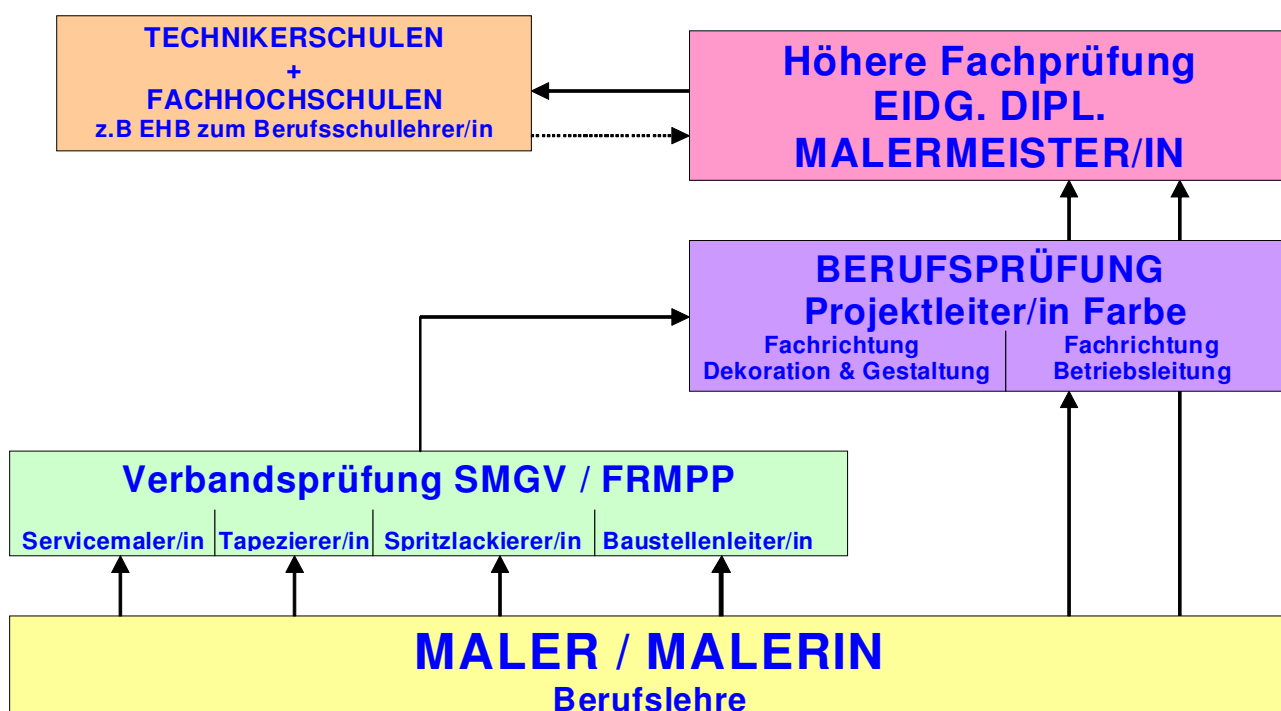 TECHNIKERSCHULEN
+
FACHHOCHSCHULEN
z.B EHB zum Berufsschullehrer/in
Höhere Fachprüfung
EIDG. DIPL.
MALERMEISTER/IN
BERUFSPRÜFUNG
Projektleiter/in Farbe
Fachrichtung
Dekoration & Gestaltung
Fachrichtung
Betriebsleitung
Verbandsprüfung SMGV / FRMPP
Servicemaler/in
Tapezierer/in
Spritzlackierer/in
Baustellenleiter/in
MALER / MALERIN
Berufslehre